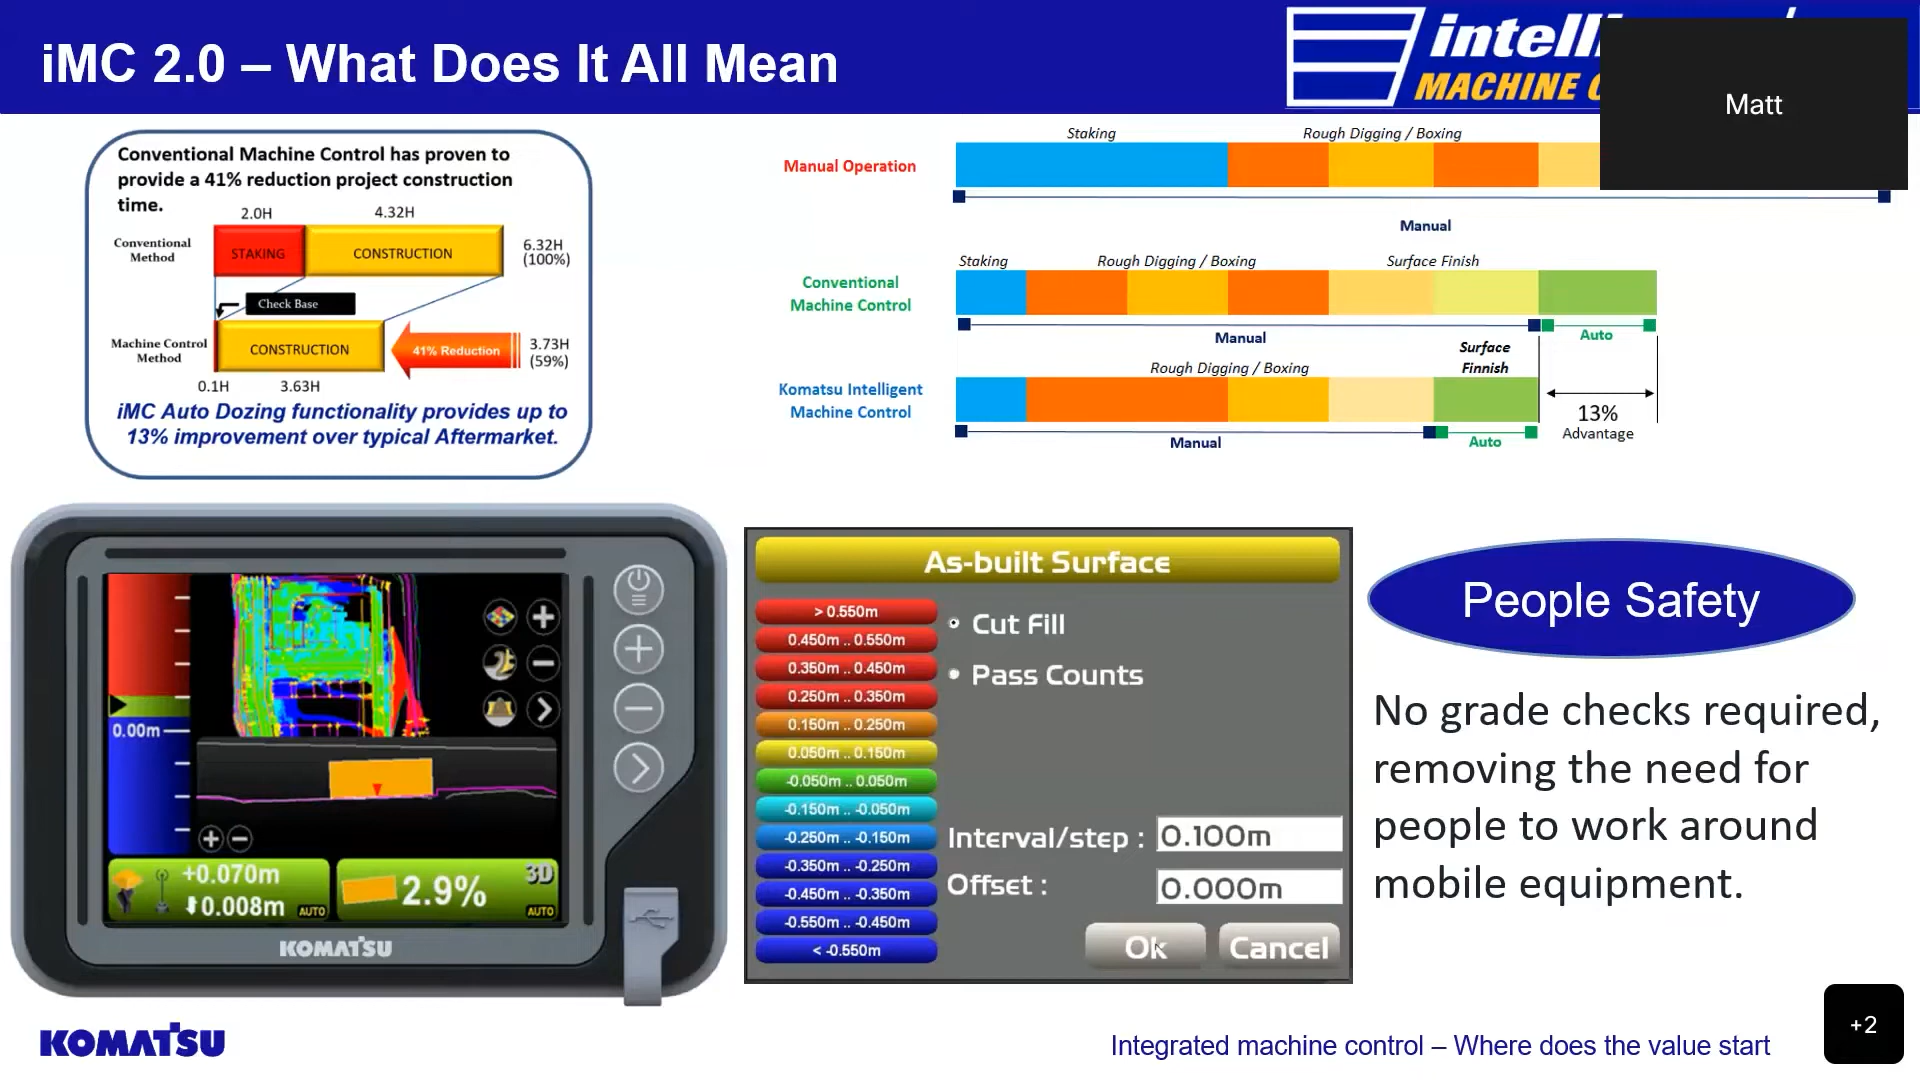 iMC 2.0 – What Does It All Mean
MACHINE
Matt
Conventional Machine Control has proven to
provide a 41% reduction project construction
time.
2.0H
4.32H
Conventional
Method
STAKING
CONSTRUCTION
6.32H
(100%)
Check Base
Machine Control
Method
CONSTRUCTION
41% Reduction
3.73H
(59%)
0.1H
3.63H
iMC Auto Dozing functionality provides up to
13% improvement over typical Aftermarket.
Staking
Rough Digging / Boxing
Manual Operation
Manual
Staking
Rough Digging / Boxing
Surface Finish
Conventional
Machine Control
Manual
Auto
Rough Digging / Boxing
Surface
Finnish
Komatsu Intelligent
Machine Control
Manual
Auto
13%
Advantage
0.00m
+0.070m
0.008m
AUTO
2.9%
3D
AUTO
KOMATSU
As-built Surface
> 0.550m
0.450m .. 0.550m
0.350m .. 0.450m
0.250m .. 0.350m
0.150m .. 0.250m
0.050m .. 0.150m
-0.050m .. 0.050m
-0.150m .. -0.050m
-0.250m .. -0.150m
-0.350m .. -0.250m
-0.450m .. -0.350m
-0.550m .. -0.450m
< -0.550m
Cut Fill
Pass Counts
Interval/step : 0.100m
Offset : 0.000m
Ok
Cancel
People Safety
No grade checks required,
removing the need for
people to work around
mobile equipment.
KOMATSU
Integrated machine control – Where does the value start
+2